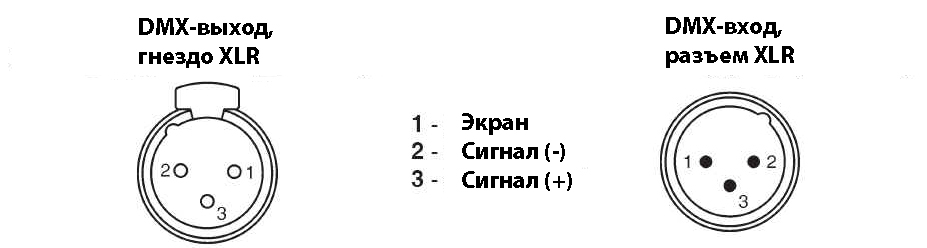 DMX-выход,
гнездо XLR
2 1
3
1 - Экран
2 - Сигнал (-)
3 - Сигнал (+)
DMX-вход,
разъем XLR
1 2
3